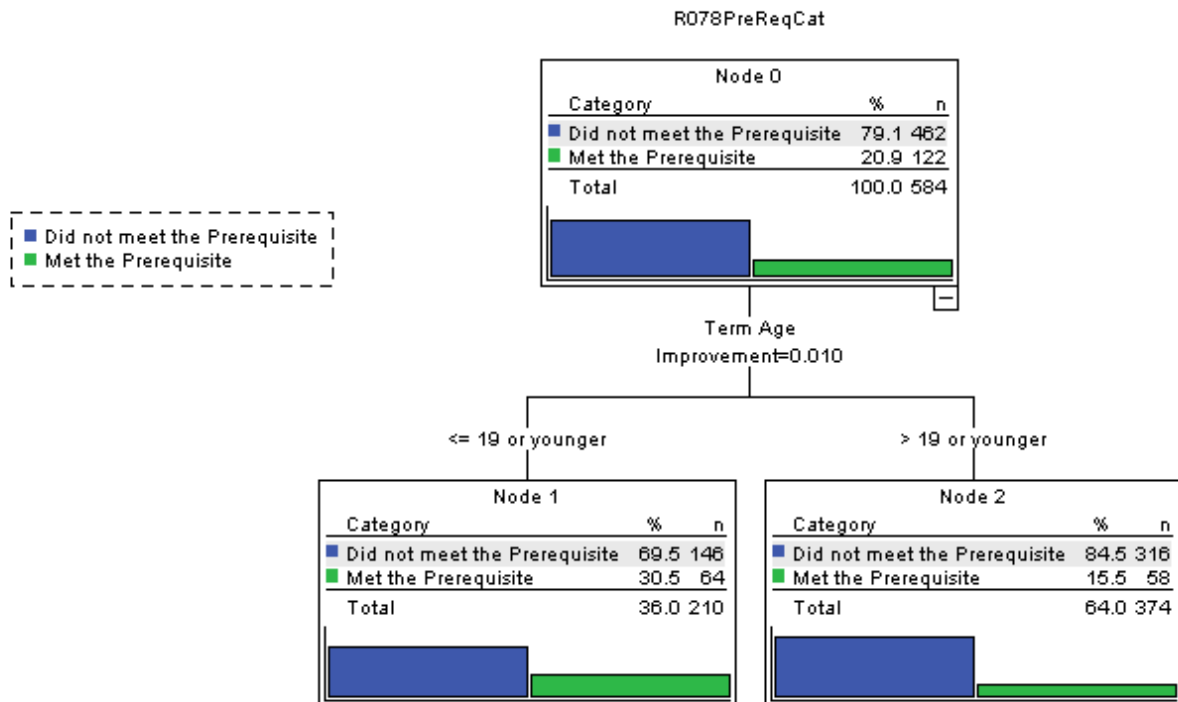 R078PreReqCat
Node 0
Category % n
Did not meet the Prerequisite 79.1 462
Met the Prerequisite 20.9 122
Total 100.0 584
Did not meet the Prerequisite
Met the Prerequisite
Term Age
Improvement=0.010
<= 19 or younger
> 19 or younger
Node 1
Category % n
Did not meet the Prerequisite 69.5 146
Met the Prerequisite 30.5 64
Total 36.0 210
Node 2
Category % n
Did not meet the Prerequisite 84.5 316
Met the Prerequisite 15.5 58
Total 64.0 374